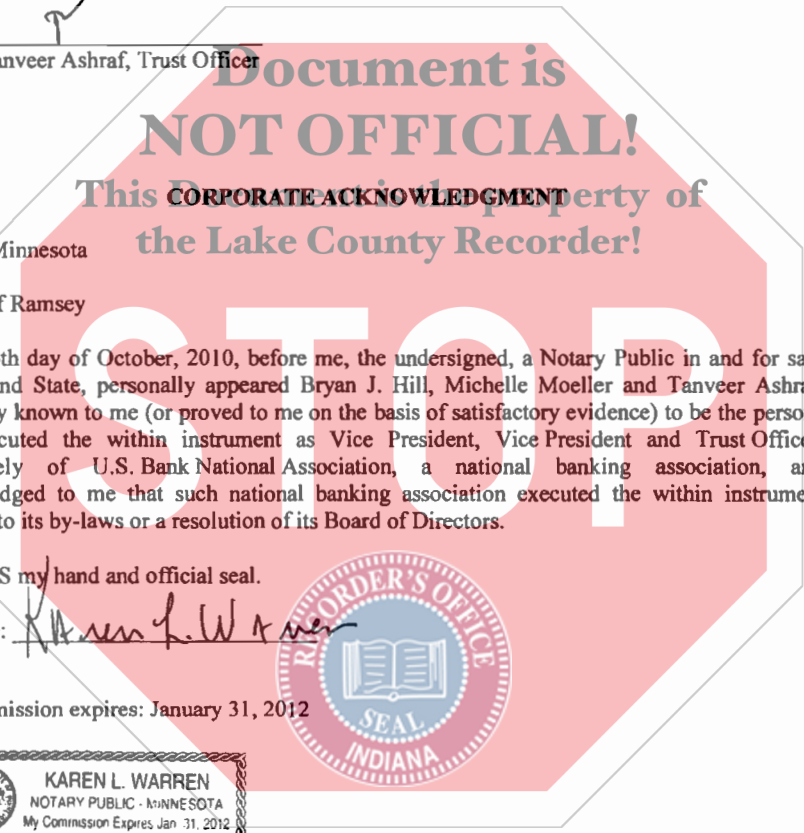 anveer Ashraf, Trust Officer
Document is
NOT OFFICIAL!
This Document is the property of
the Lake County Recorder!
CORPORATE ACKNOWLEDGMENT
Minnesota
f Ramsey
STOP
th day of October, 2010, before me, the undersigned, a Notary Public in and for sa
nd State, personally appeared Bryan J. Hill, Michelle Moeller and Tanveer Ashra
y known to me (or proved to me on the basis of satisfactory evidence) to be the perso
cuted the within instrument as Vice President, Vice President and Trust Office
ely of U.S. Bank National Association, a national banking association, a
dged to me that such national banking association executed the within instrume
to its by-laws or a resolution of its Board of Directors.
S my hand and official seal.
: Karen L. Warren
RECORDER'S OFFICE
SEAL
INDIANA
nission expires: January 31, 2012
KAREN L. WARREN
NOTARY PUBLIC - MINNESOTA
My Commission Expires Jan. 31, 2012